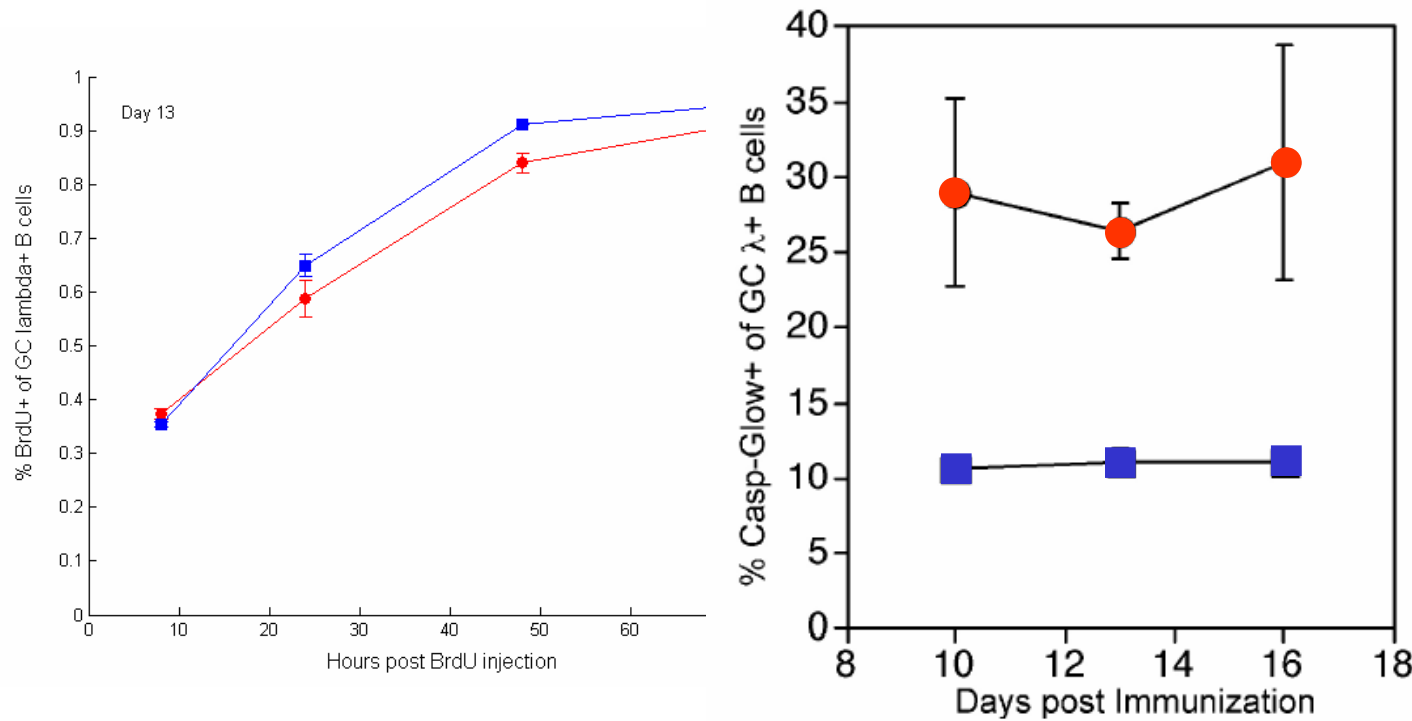 Day 13
% BrdU+ of GC lambda+ B cells
1
0.9
0.8
0.7
0.6
0.5
0.4
0.3
0.2
0.1
0
0 10 20 30 40 50 60
Hours post BrdU injection
% Casp-Glow+ of GC λ+ B cells
40
35
30
25
20
15
10
5
0
8 10 12 14 16 18
Days post Immunization